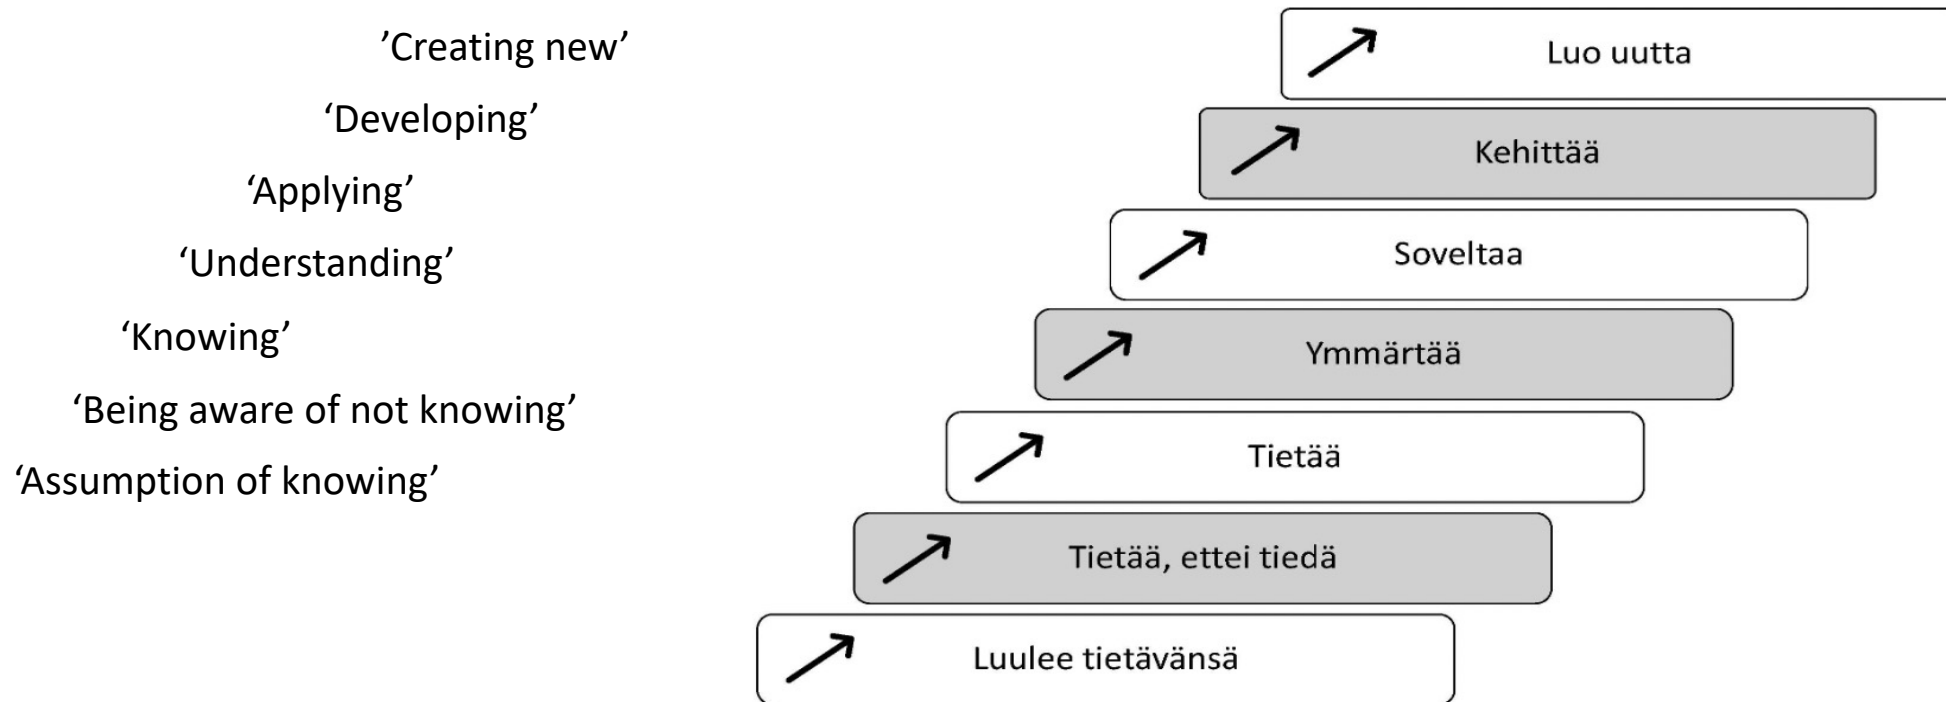 ’Creating new’
‘Developing’
‘Applying’
‘Understanding’
‘Knowing’
‘Being aware of not knowing’
‘Assumption of knowing’
Luo uutta
Kehittää
Soveltaa
Ymmärtää
Tietää
Tietää, ettei tiedä
Luulee tietävänsä